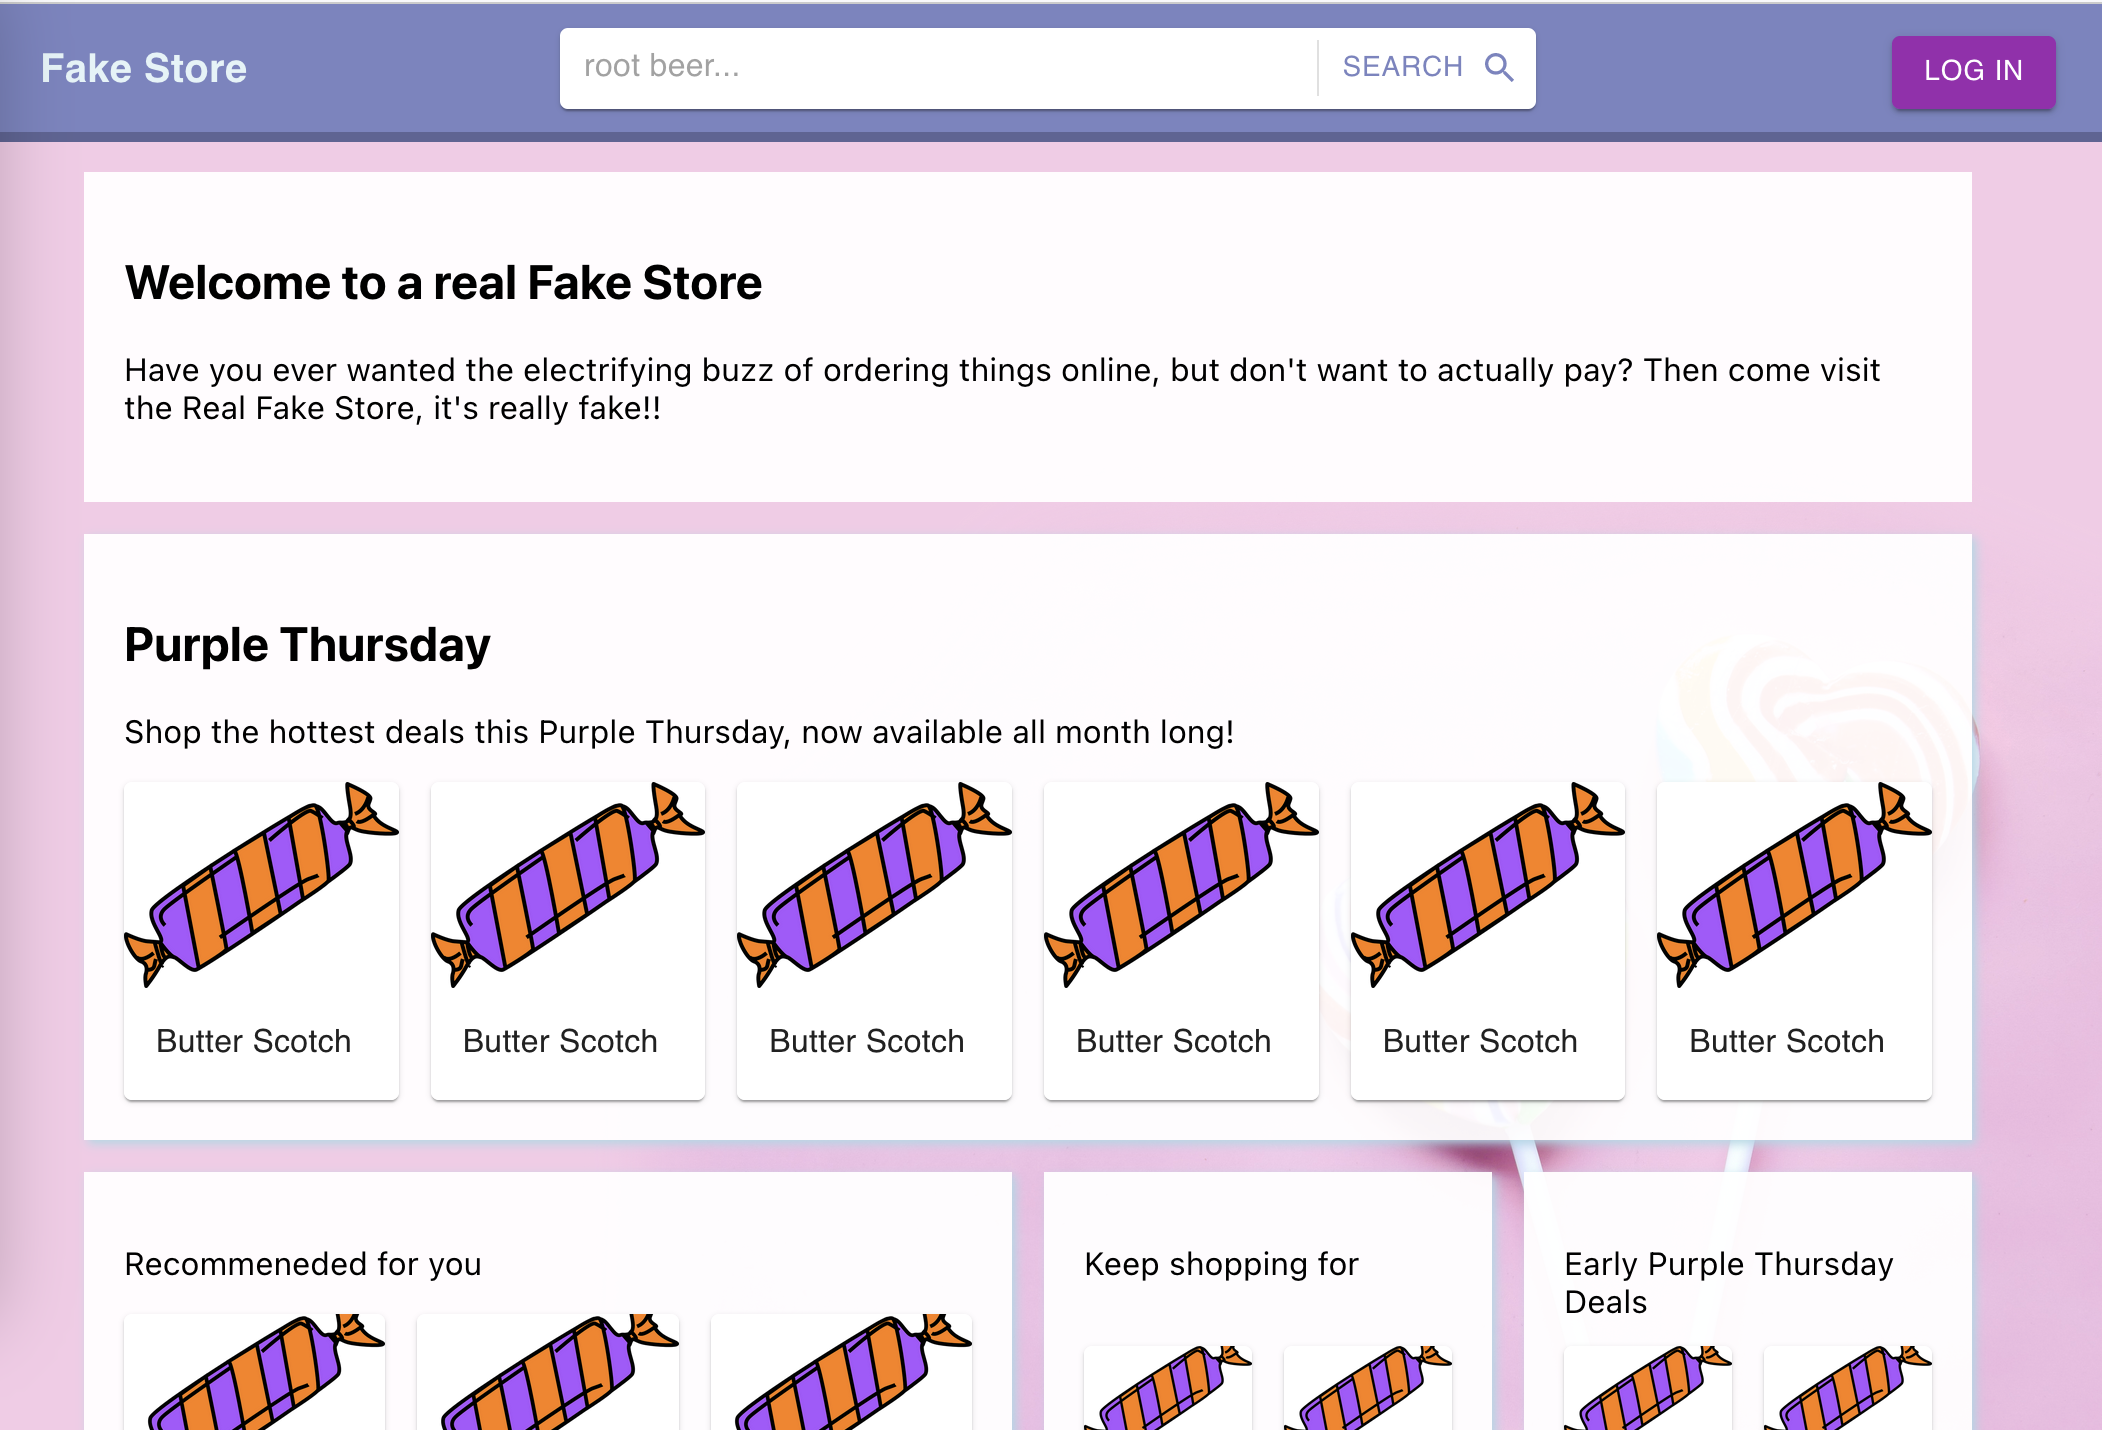 Fake Store
root beer...
SEARCH
LOG IN
Welcome to a real Fake Store
Have you ever wanted the electrifying buzz of ordering things online, but don't want to actually pay? Then come visit
the Real Fake Store, it's really fake!!
Purple Thursday
Shop the hottest deals this Purple Thursday, now available all month long!
Butter Scotch
Butter Scotch
Butter Scotch
Butter Scotch
Butter Scotch
Butter Scotch
Recommeneded for you
Keep shopping for
Early Purple Thursday
Deals